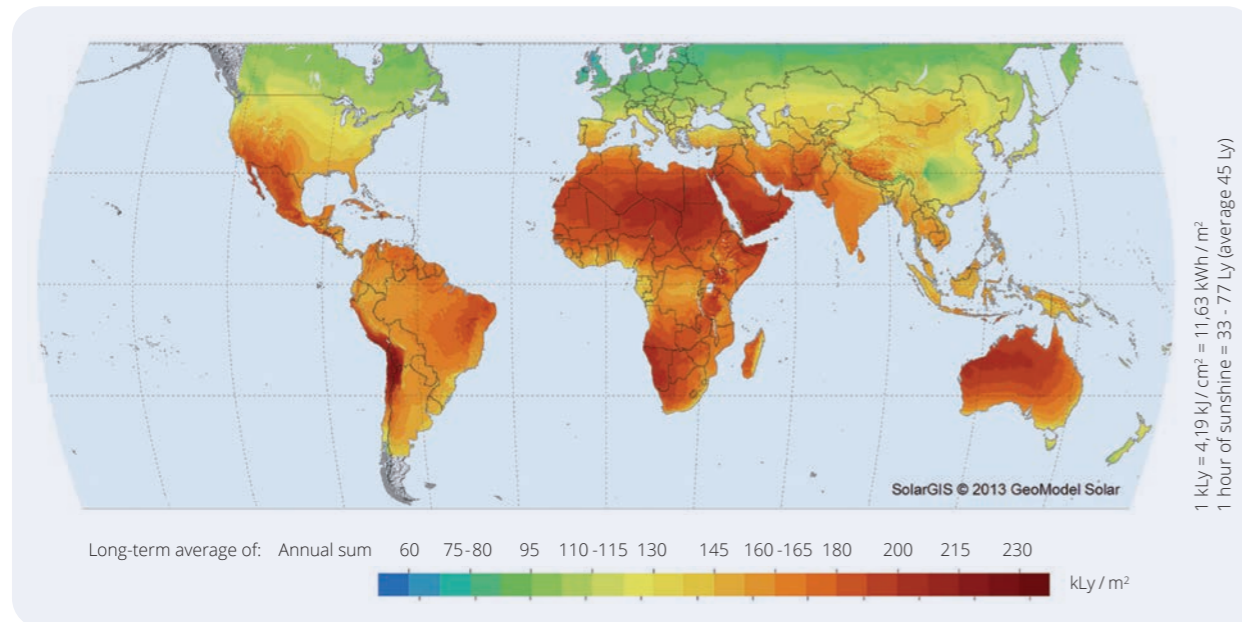 SolarGIS © 2013 GeoModel Solar
1 kLy = 4,19 kJ / cm² = 11,63 kWh / m²
1 hour of sunshine = 33 - 77 Ly (average 45 Ly)
Long-term average of: Annual sum 60 75-80 95 110-115 130 145 160-165 180 200 215 230
kLy / m²